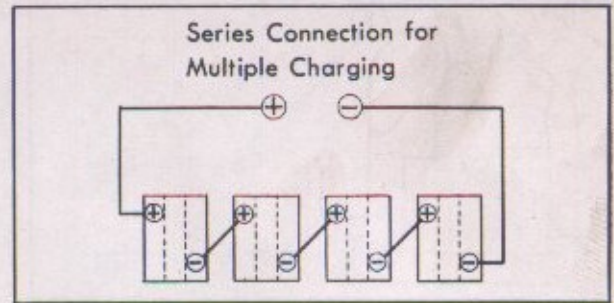 Series Connection for
Multiple Charging
+ −
+ + + +
− − − −